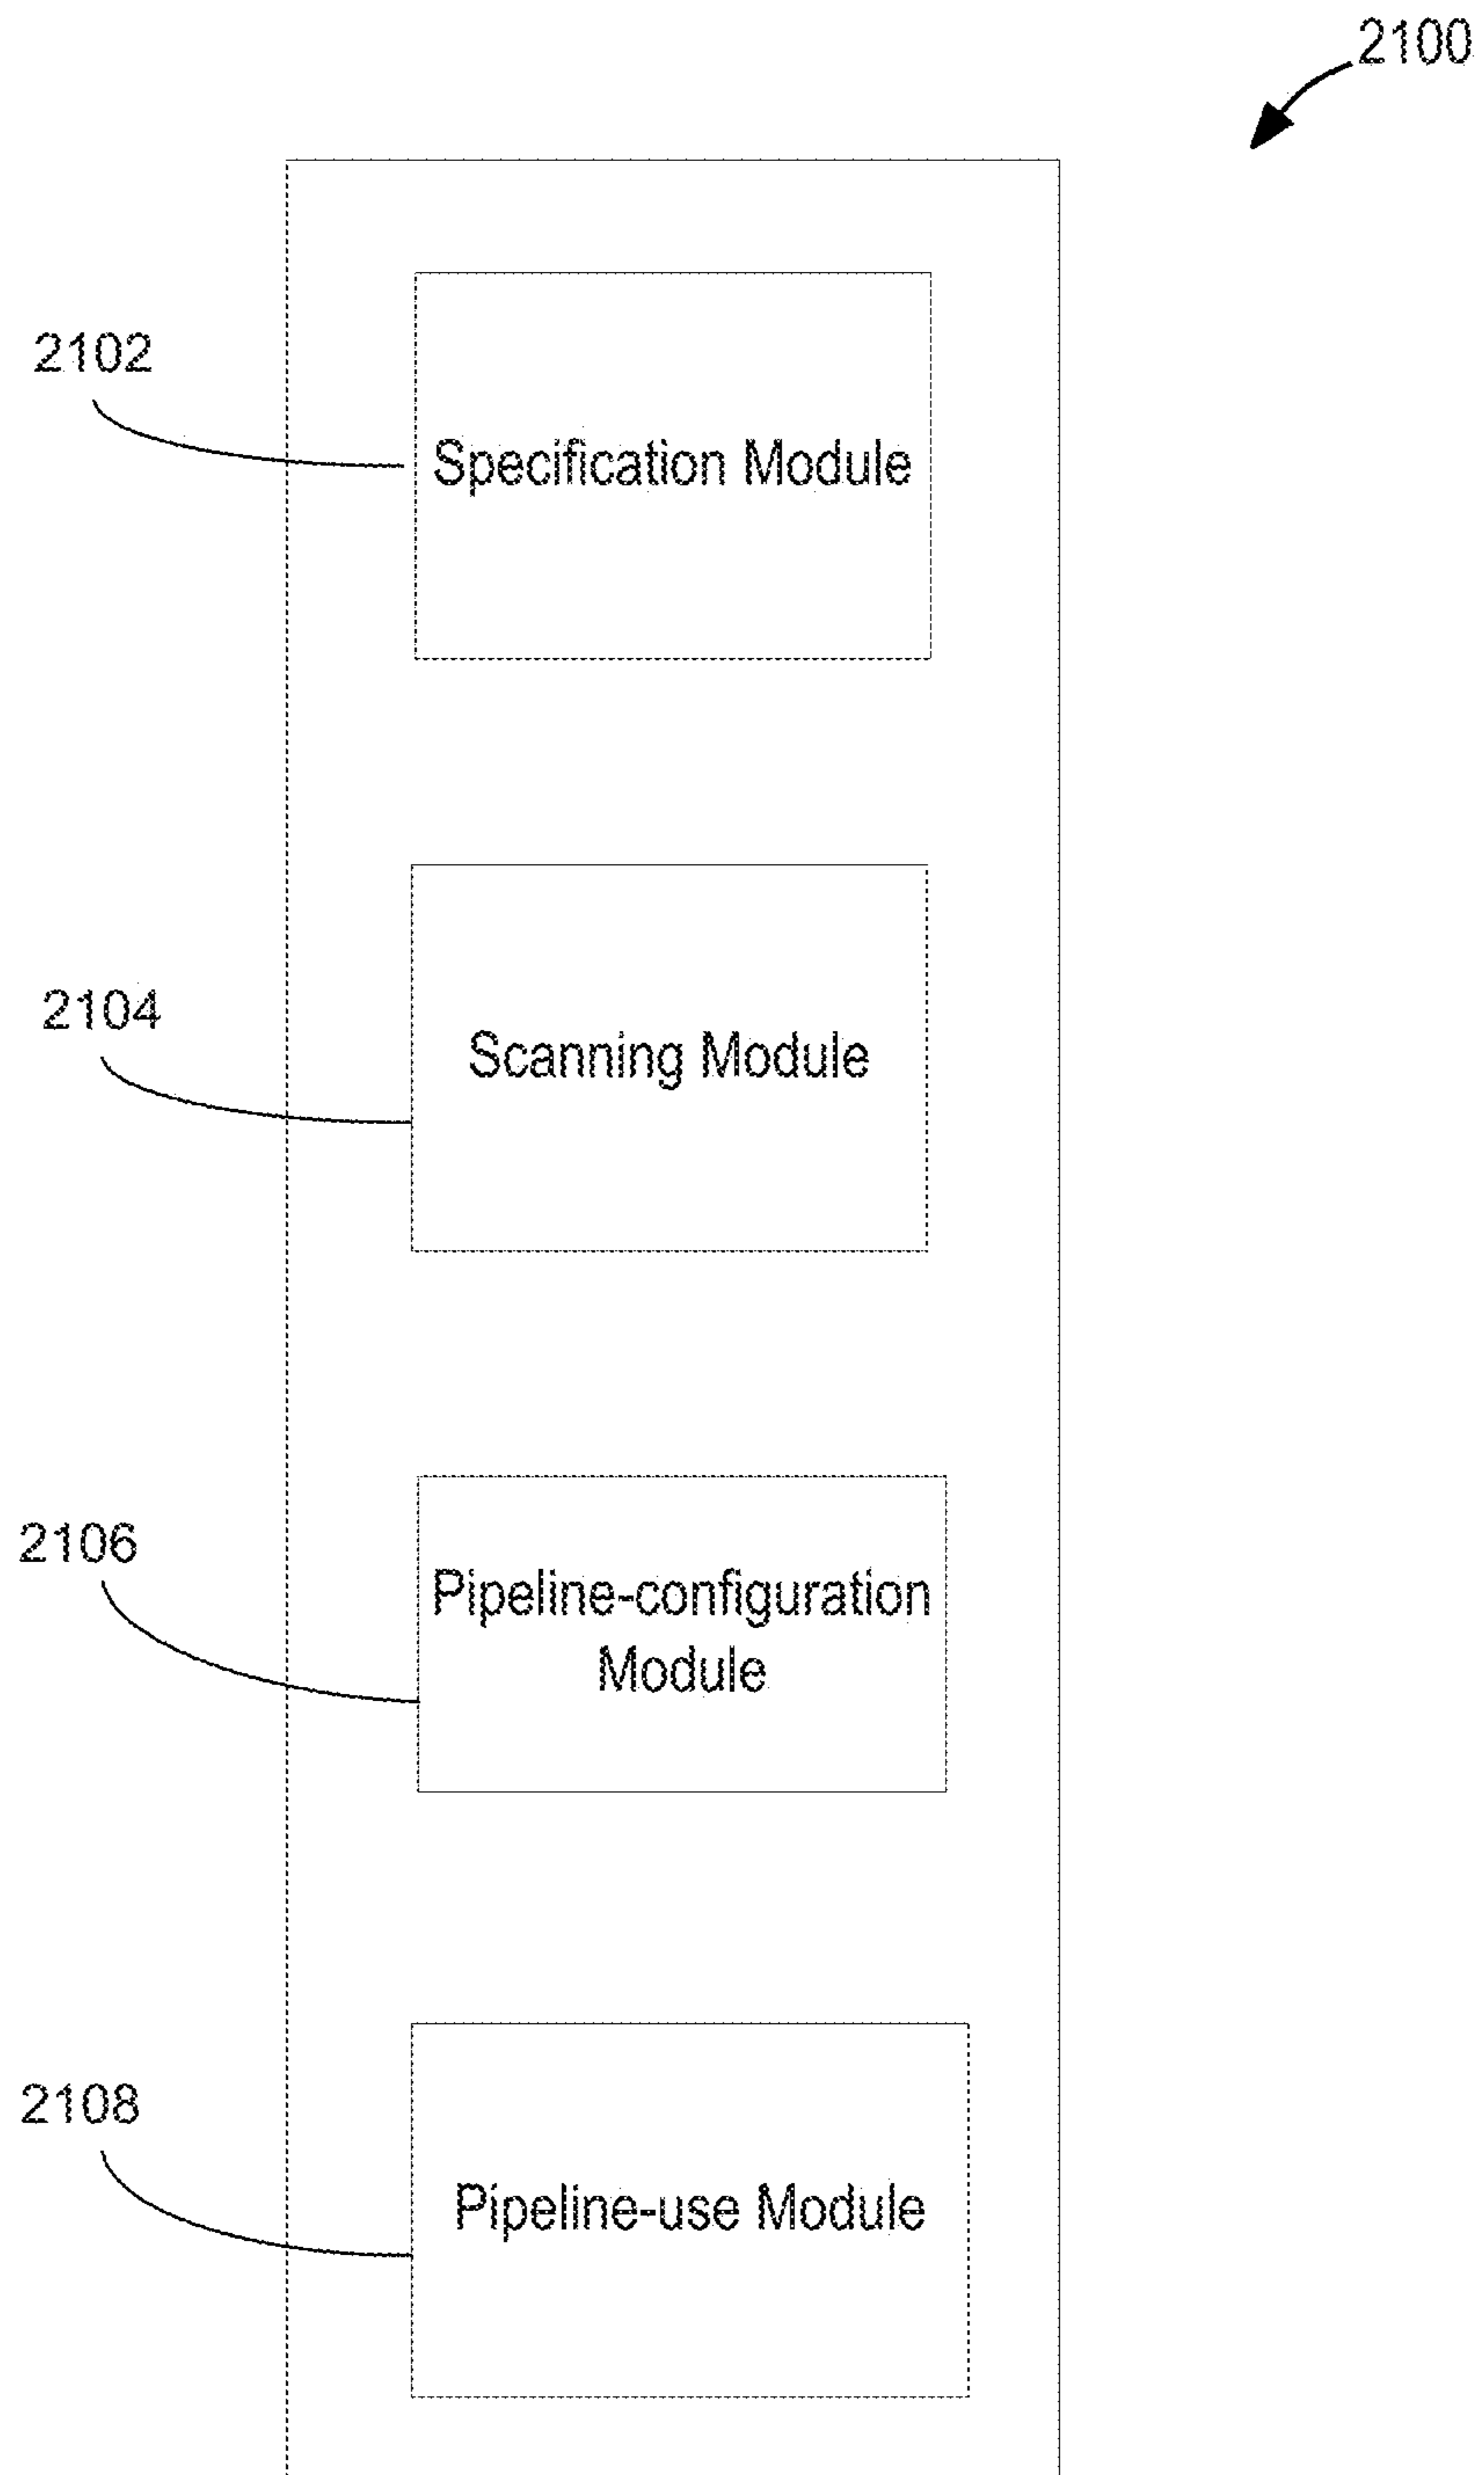 2100
2102
Specification Module
2104
Scanning Module
2106
Pipeline-configuration
Module
2108
Pipeline-use Module